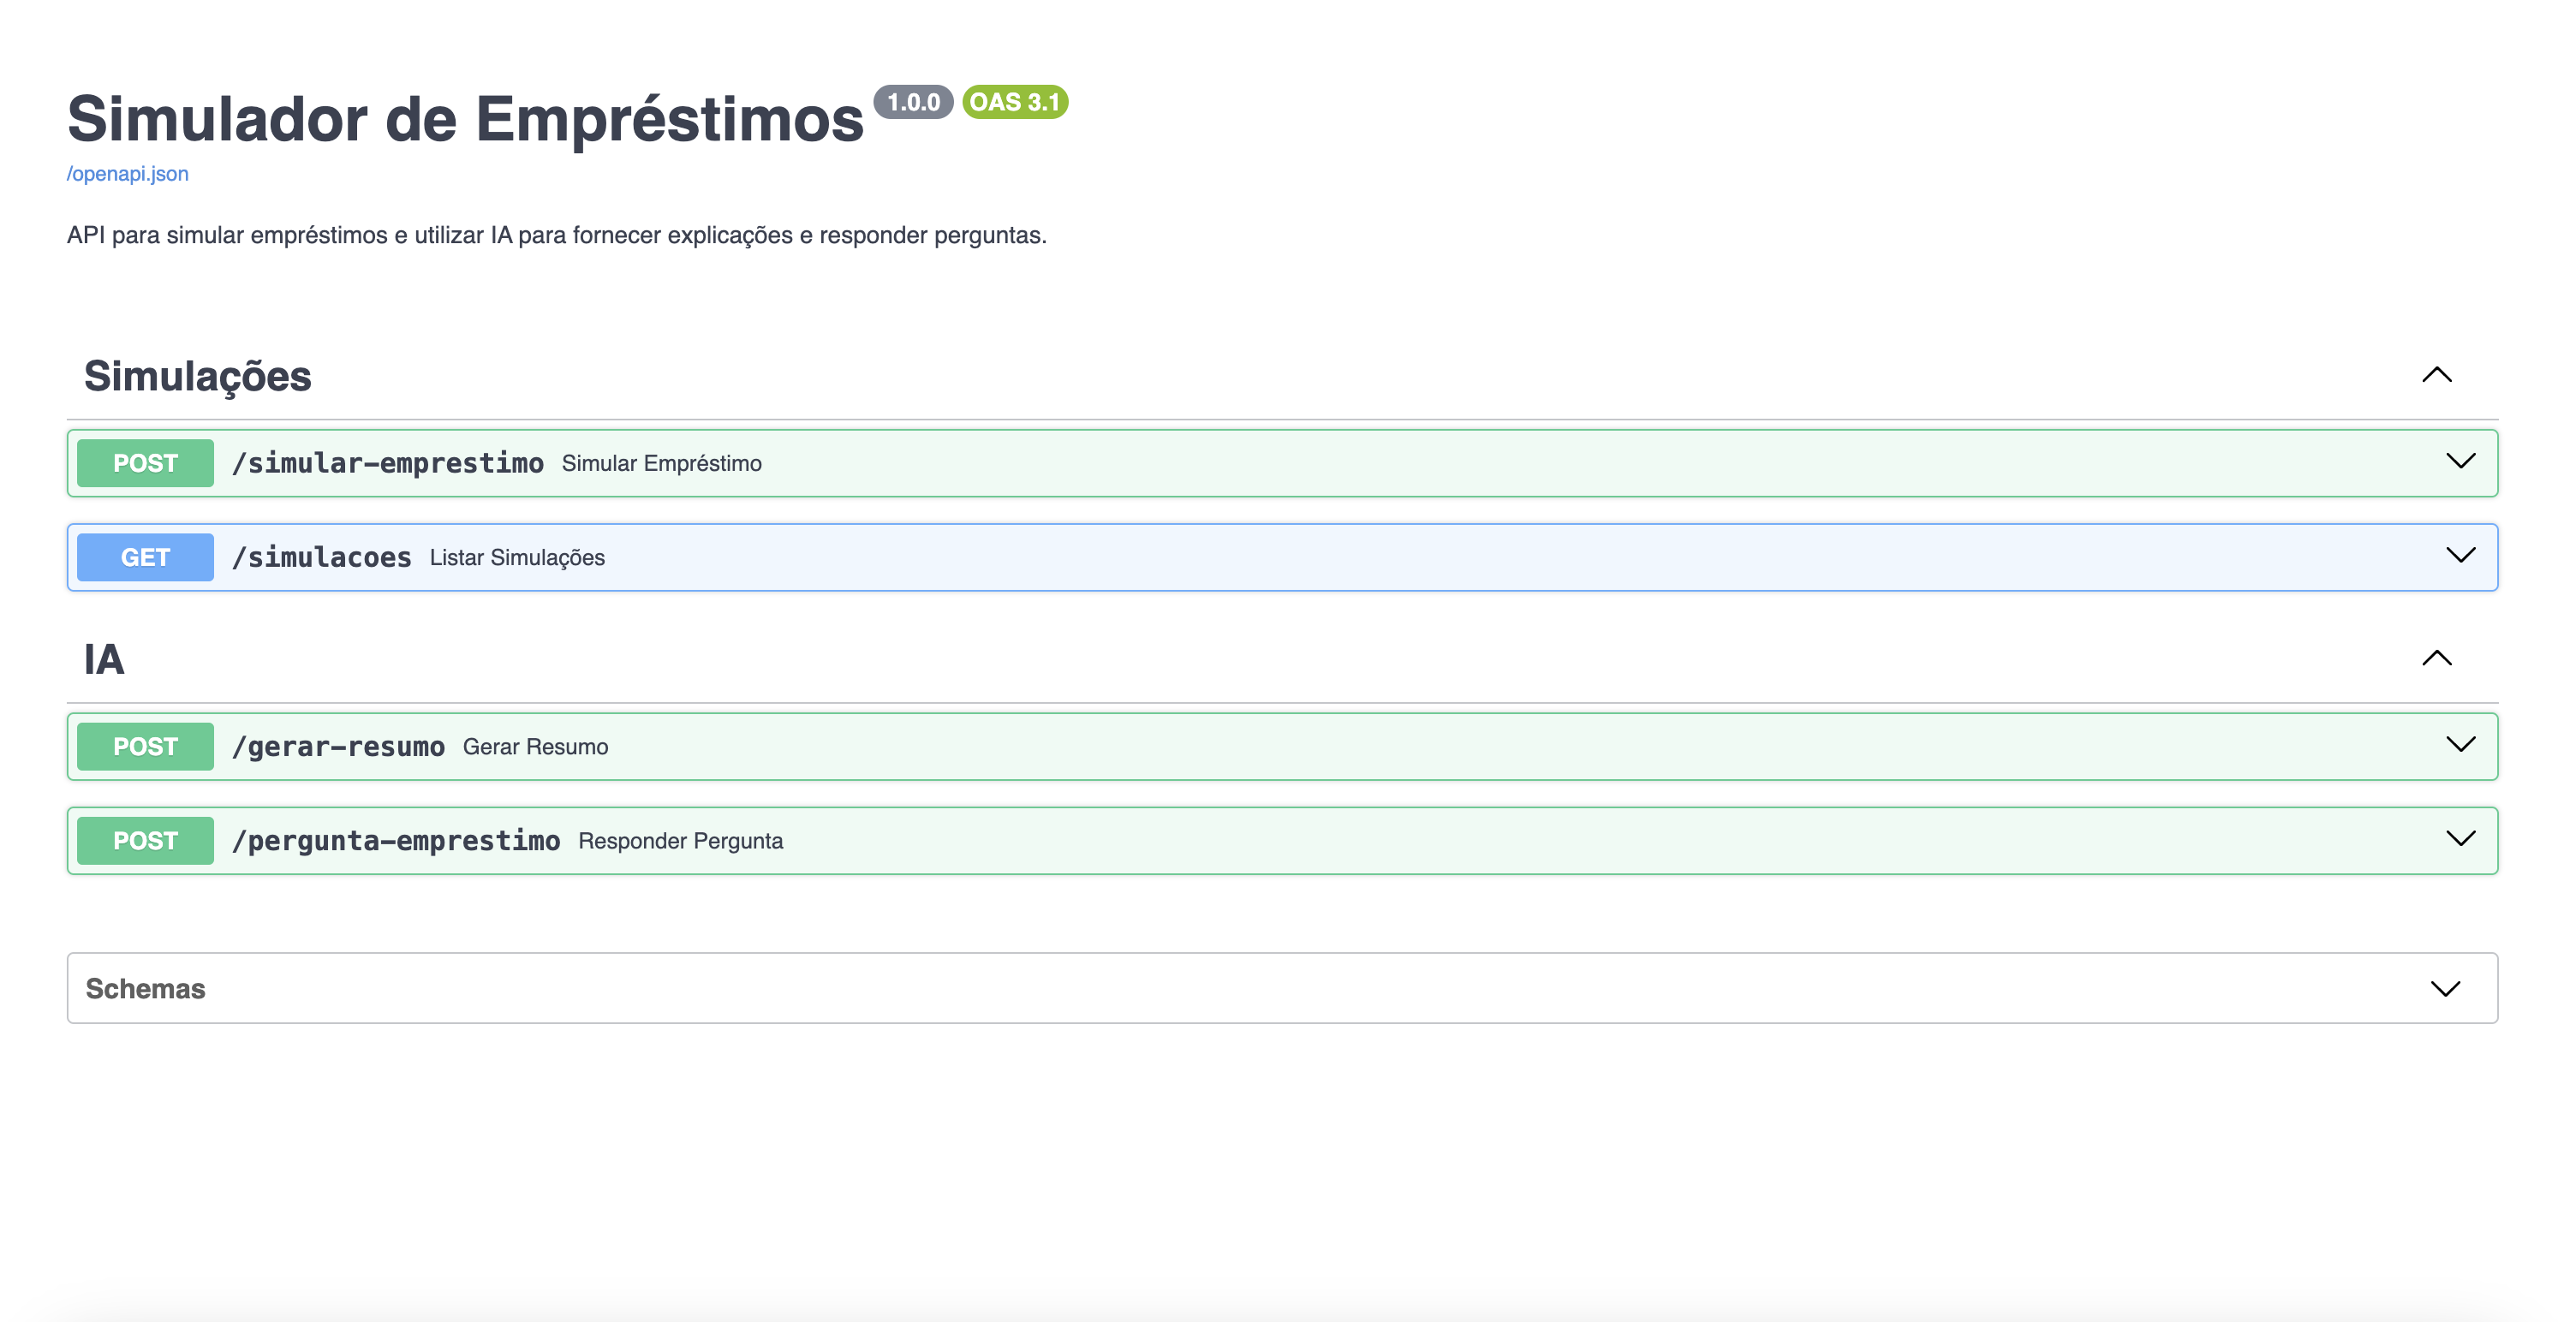 Simulador de Empréstimos 1.0.0 OAS 3.1
/openapi.json
API para simular empréstimos e utilizar IA para fornecer explicações e responder perguntas.
Simulações
POST /simular-emprestimo Simular Empréstimo
GET /simulacoes Listar Simulações
IA
POST /gerar-resumo Gerar Resumo
POST /pergunta-emprestimo Responder Pergunta
Schemas